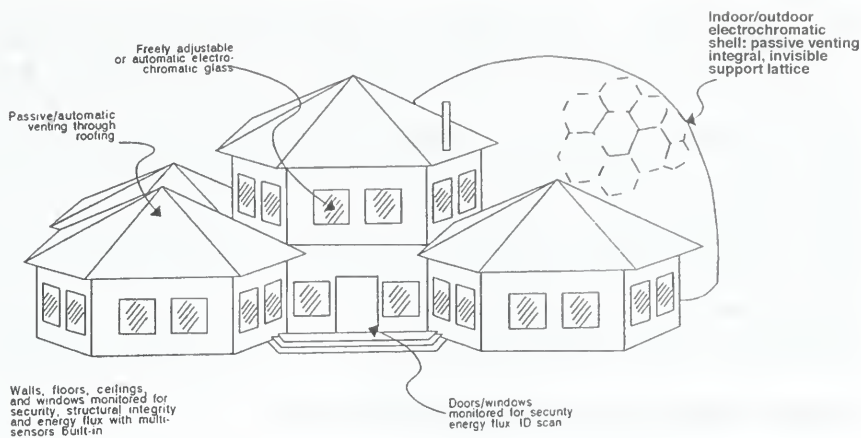 Freely adjustable
or automatic electro-
chromatic glass
Indoor/outdoor
electrochromatic
shell: passive venting
integral, invisible
support lattice
Passive/automatic
venting through
roofing
Walls, floors, ceilings,
and windows monitored for
security, structural integrity
and energy flux with multi-
sensors built-in
Doors/windows
monitored for security
energy flux ID scan